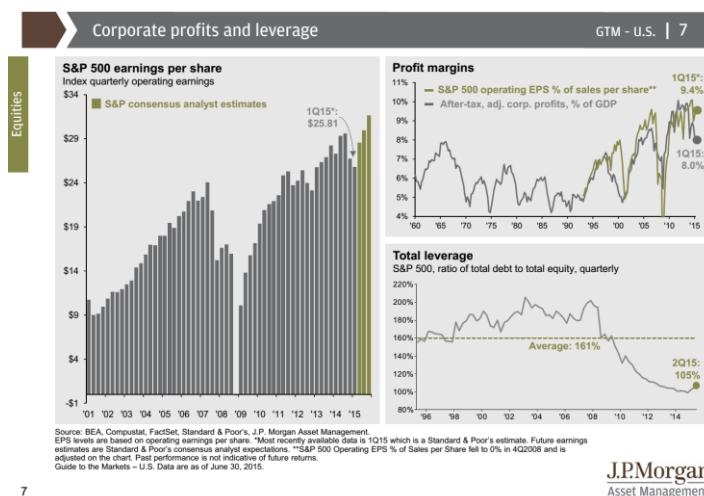 Corporate profits and leverage
GTM – U.S. | 7
Equities
S&P 500 earnings per share
Index quarterly operating earnings
$34
$29
$24
$19
$14
$9
$4
-$1
S&P consensus analyst estimates
1Q15*:
$25.81
'01 '02 '03 '04 '05 '06 '07 '08 '09 '10 '11 '12 '13 '14 '15
Profit margins
11%
10%
9%
8%
7%
6%
5%
4%
S&P 500 operating EPS % of sales per share**
After-tax, adj. corp. profits, % of GDP
1Q15*:
9.4%
1Q15:
8.0%
'60 '65 '70 '75 '80 '85 '90 '95 '00 '05 '10 '15
Total leverage
S&P 500, ratio of total debt to total equity, quarterly
220%
200%
180%
160%
140%
120%
100%
80%
Average: 161%
2Q15:
105%
'96 '98 '00 '02 '04 '06 '08 '10 '12 '14
Source: BEA, Compustat, FactSet, Standard & Poor's, J.P. Morgan Asset Management.
EPS levels are based on operating earnings per share. *Most recently available data is 1Q15 which is a Standard & Poor's estimate. Future earnings
estimates are Standard & Poor's consensus analyst expectations. **S&P 500 Operating EPS % of Sales per Share fell to 0% in 4Q2008 and is
adjusted on the chart. Past performance is not indicative of future returns.
Guide to the Markets – U.S. Data are as of June 30, 2015.
7
J.P.Morgan
Asset Management